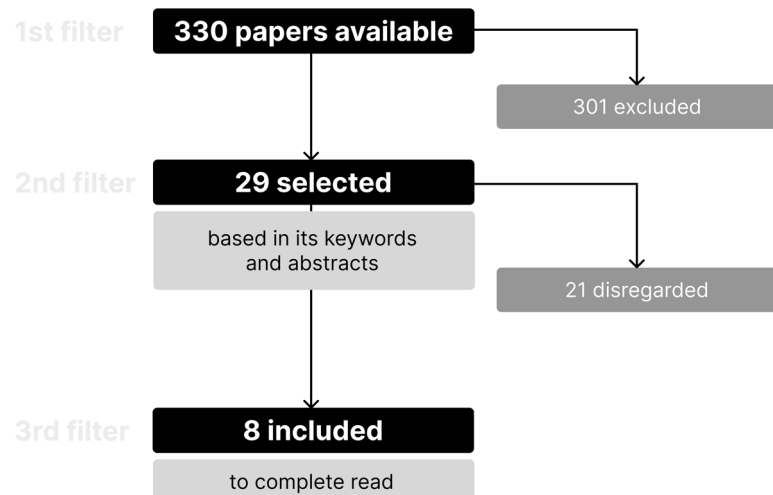 1st filter
330 papers available
301 excluded
2nd filter
29 selected
based in its keywords
and abstracts
21 disregarded
3rd filter
8 included
to complete read